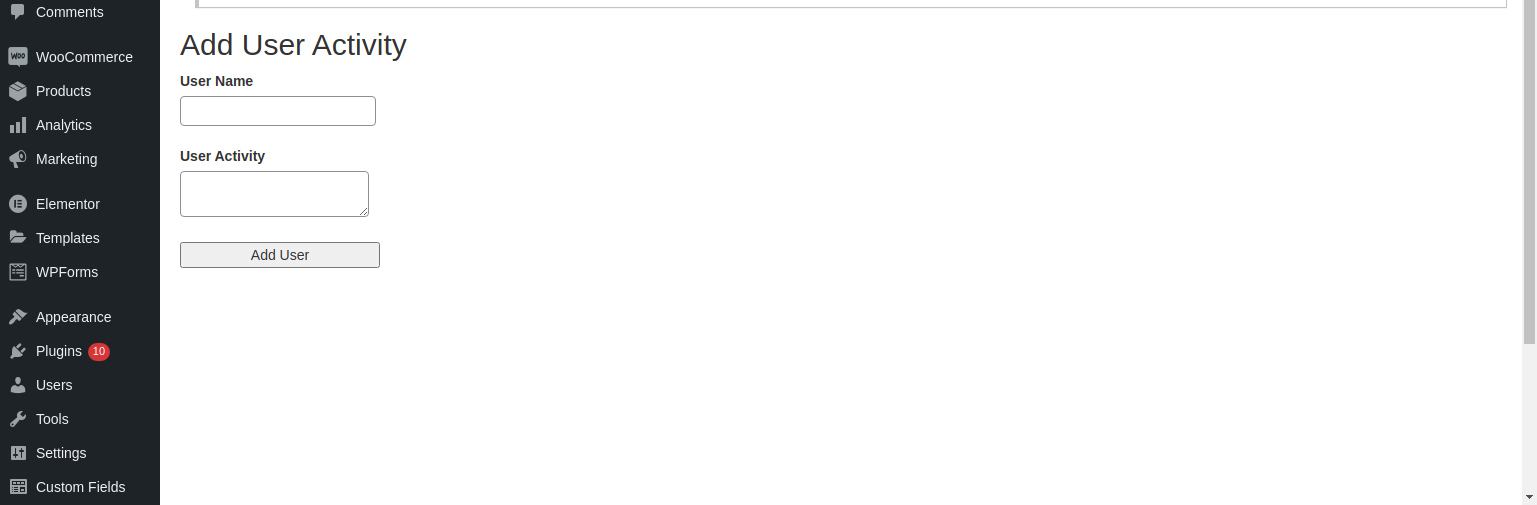 Comments
WooCommerce
Products
Analytics
Marketing
Elementor
Templates
WPForms
Appearance
Plugins 10
Users
Tools
Settings
Custom Fields
Add User Activity
User Name
User Activity
Add User